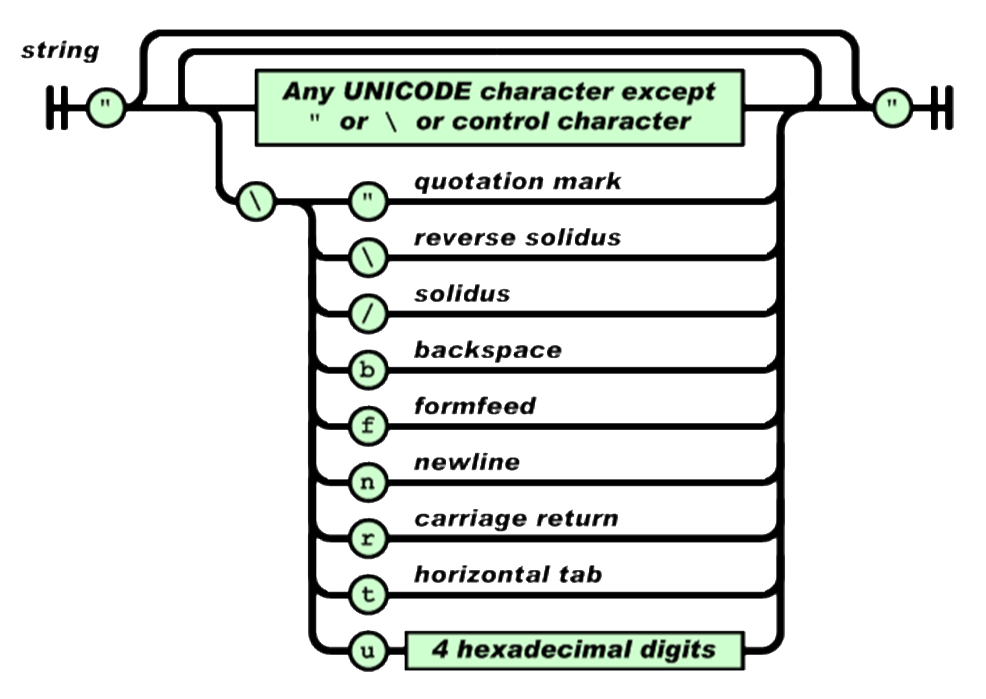 string
"
Any UNICODE character except
" or \ or control character
"
\
" quotation mark
\ reverse solidus
/ solidus
b backspace
f formfeed
n newline
r carriage return
t horizontal tab
u 4 hexadecimal digits